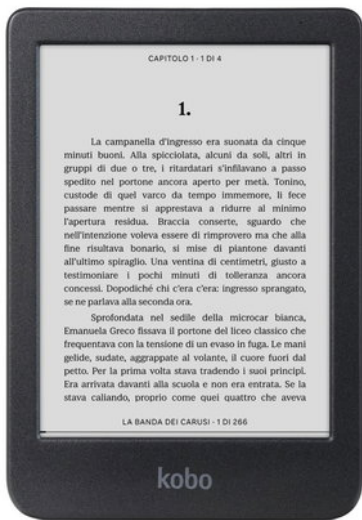 CAPITOLO 1 - 1 DI 4
1.
La campanella d'ingresso era suonata da cinque
minuti buoni. Alla spicciolata, alcuni da soli, altri in
gruppi di due o tre, i ritardatari s'infilavano a passo
spedito nel portone ancora aperto per metà. Tonino,
custode di quel varco da tempo immemore, li fece
passare mentre si apprestava a ridurre al minimo
l'apertura residua. Braccia conserte, sguardo che
nell'intenzione voleva essere di rimprovero ma che alla
fine risultava bonario, si mise di piantone davanti
all'ultimo spiraglio. Una ventina di centimetri, giusto a
testimoniare i pochi minuti di tolleranza ancora
concessi. Dopodiché chi c'era c'era: ingresso sprangato,
se ne parlava alla seconda ora.
Sprofondata nel sedile della microcar bianca,
Emanuela Greco fissava il portone del liceo classico che
frequentava con la tensione di un evaso in fuga. Le mani
gelide, sudate, aggrappate al volante, il cuore fuori dal
petto. Per la prima volta stava tradendo i suoi principi.
Era arrivata davanti alla scuola e non era entrata. Se la
stava caliando, proprio come quei quattro che aveva
LA BANDA DEI CARUSI - 1 DI 266
kobo